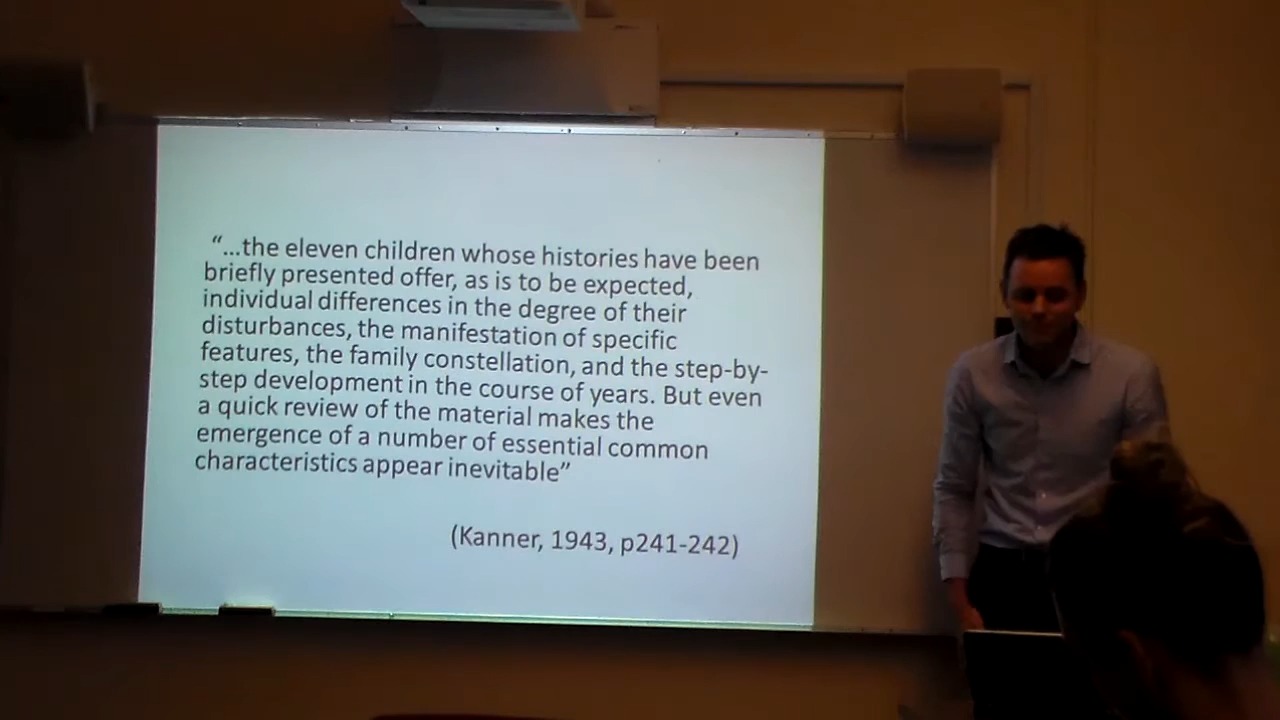 “...the eleven children whose histories have been
briefly presented offer, as is to be expected,
individual differences in the degree of their
disturbances, the manifestation of specific
features, the family constellation, and the step-by-
step development in the course of years. But even
a quick review of the material makes the
emergence of a number of essential common
characteristics appear inevitable”
(Kanner, 1943, p241-242)